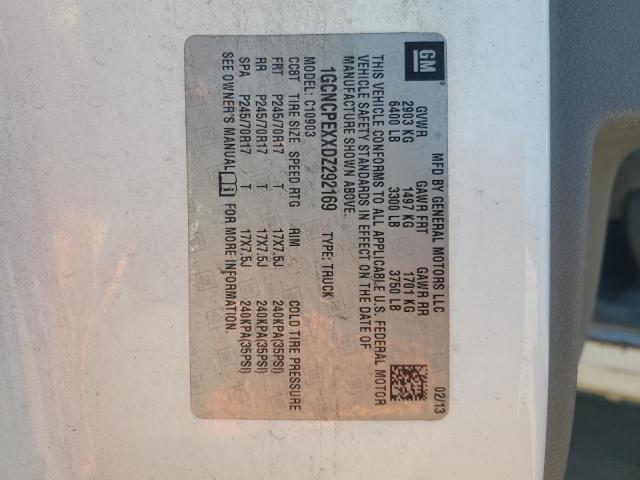 GM
MFD BY GENERAL MOTORS LLC 02/13
GVWR GAWR FRT GAWR RR
2903 KG 1497 KG 1701 KG
6400 LB 3300 LB 3750 LB
THIS VEHICLE CONFORMS TO ALL APPLICABLE U.S. FEDERAL MOTOR
VEHICLE SAFETY STANDARDS IN EFFECT ON THE DATE OF
MANUFACTURE SHOWN ABOVE.
1GCNCPEXXDZ292169 TYPE: TRUCK
MODEL: C10903
CC8T TIRE SIZE SPEED RTG RIM COLD TIRE PRESSURE
FRT P245/70R17 T 17X7.5J 240KPA(35PSI)
RR P245/70R17 T 17X7.5J 240KPA(35PSI)
SPA P245/70R17 T 17X7.5J 240KPA(35PSI)
SEE OWNER'S MANUAL FOR MORE INFORMATION.